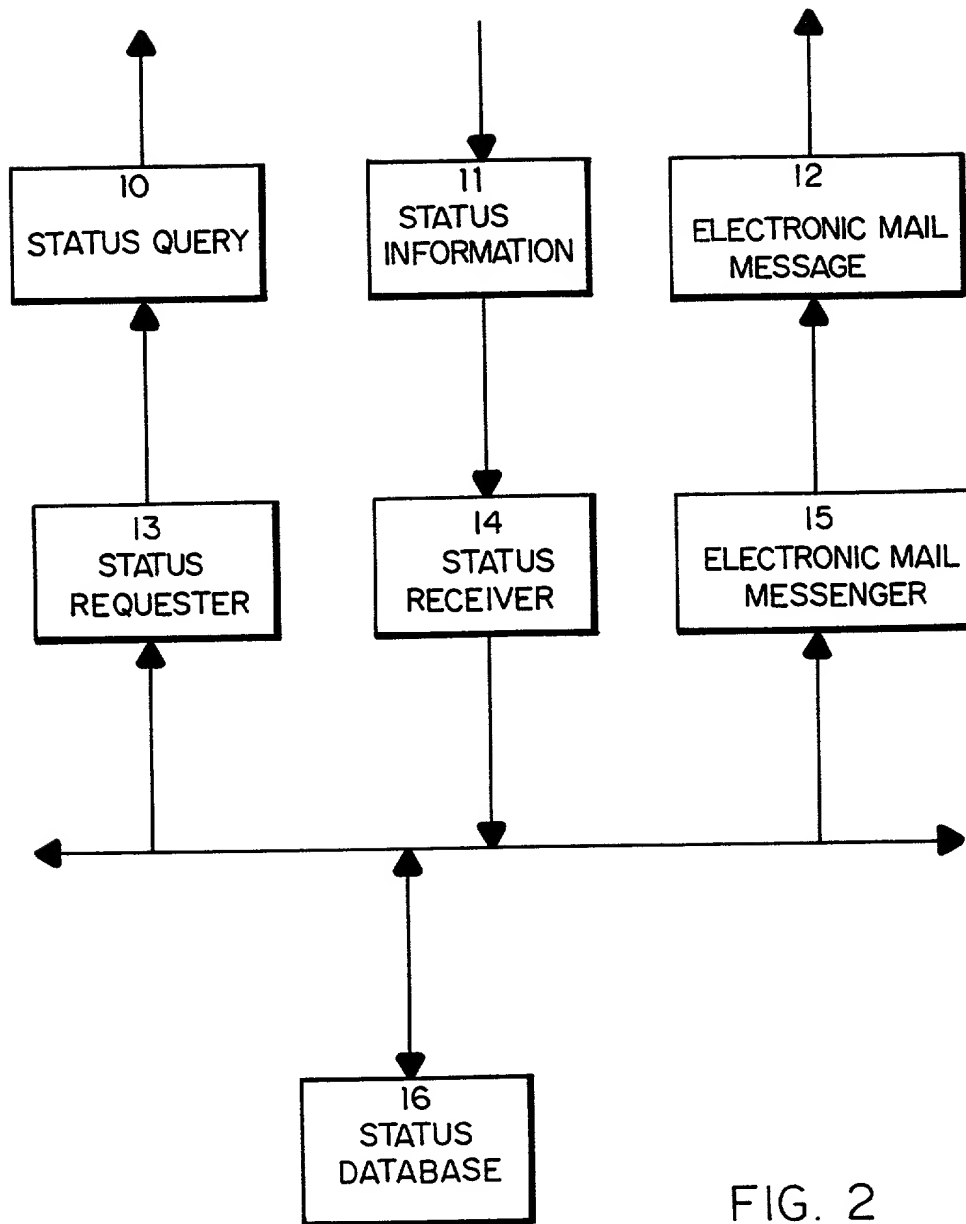 10
STATUS QUERY
11
STATUS
INFORMATION
12
ELECTRONIC MAIL
MESSAGE
13
STATUS
REQUESTER
14
STATUS
RECEIVER
15
ELECTRONIC MAIL
MESSENGER
16
STATUS
DATABASE
FIG. 2